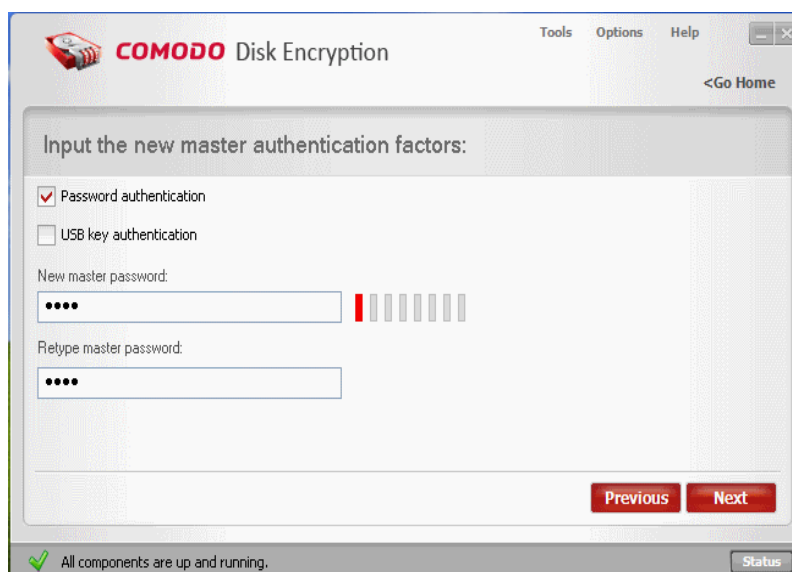 Tools Options Help
COMODO Disk Encryption
<Go Home
Input the new master authentication factors:
Password authentication
USB key authentication
New master password:
••••
Retype master password:
••••
Previous Next
All components are up and running.
Status